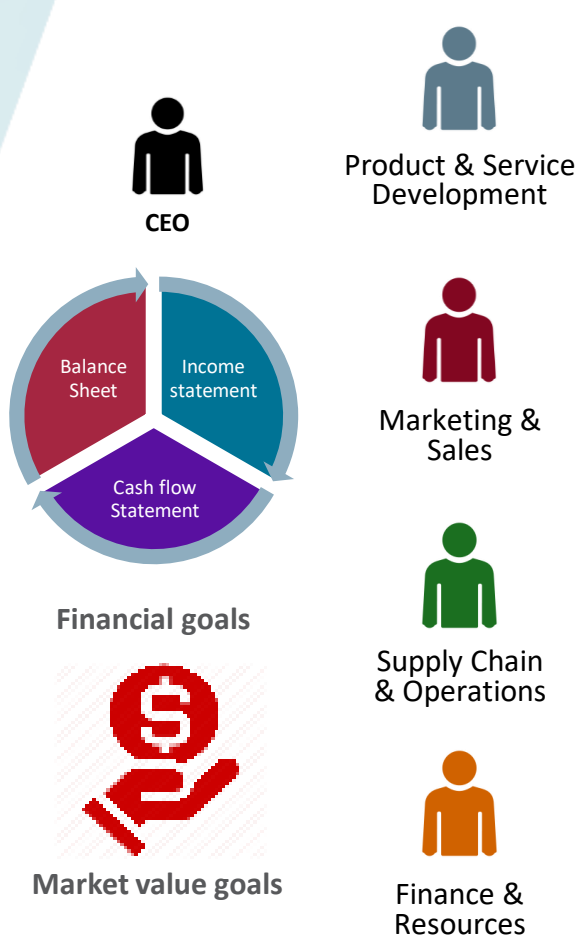 CEO
Balance
Sheet
Income
statement
Cash flow
Statement
Financial goals
$
Market value goals
Product & Service
Development
Marketing &
Sales
Supply Chain
& Operations
Finance &
Resources